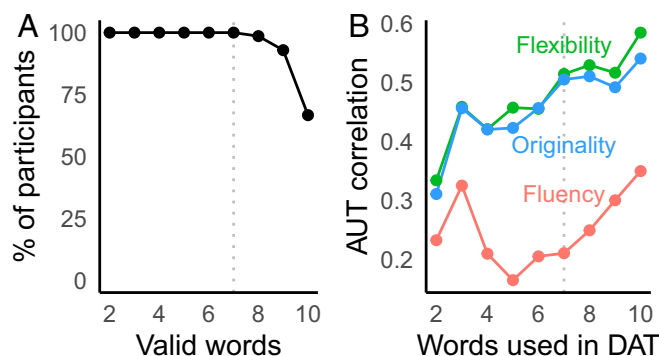 A
% of participants
100
75
50
25
0
2 4 6 8 10
Valid words
B
AUT correlation
0.6
0.5
0.4
0.3
0.2
Flexibility
Originality
Fluency
2 4 6 8 10
Words used in DAT